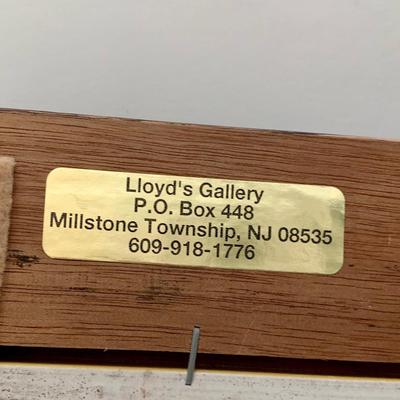 Lloyd's Gallery
P.O. Box 448
Millstone Township, NJ 08535
609-918-1776